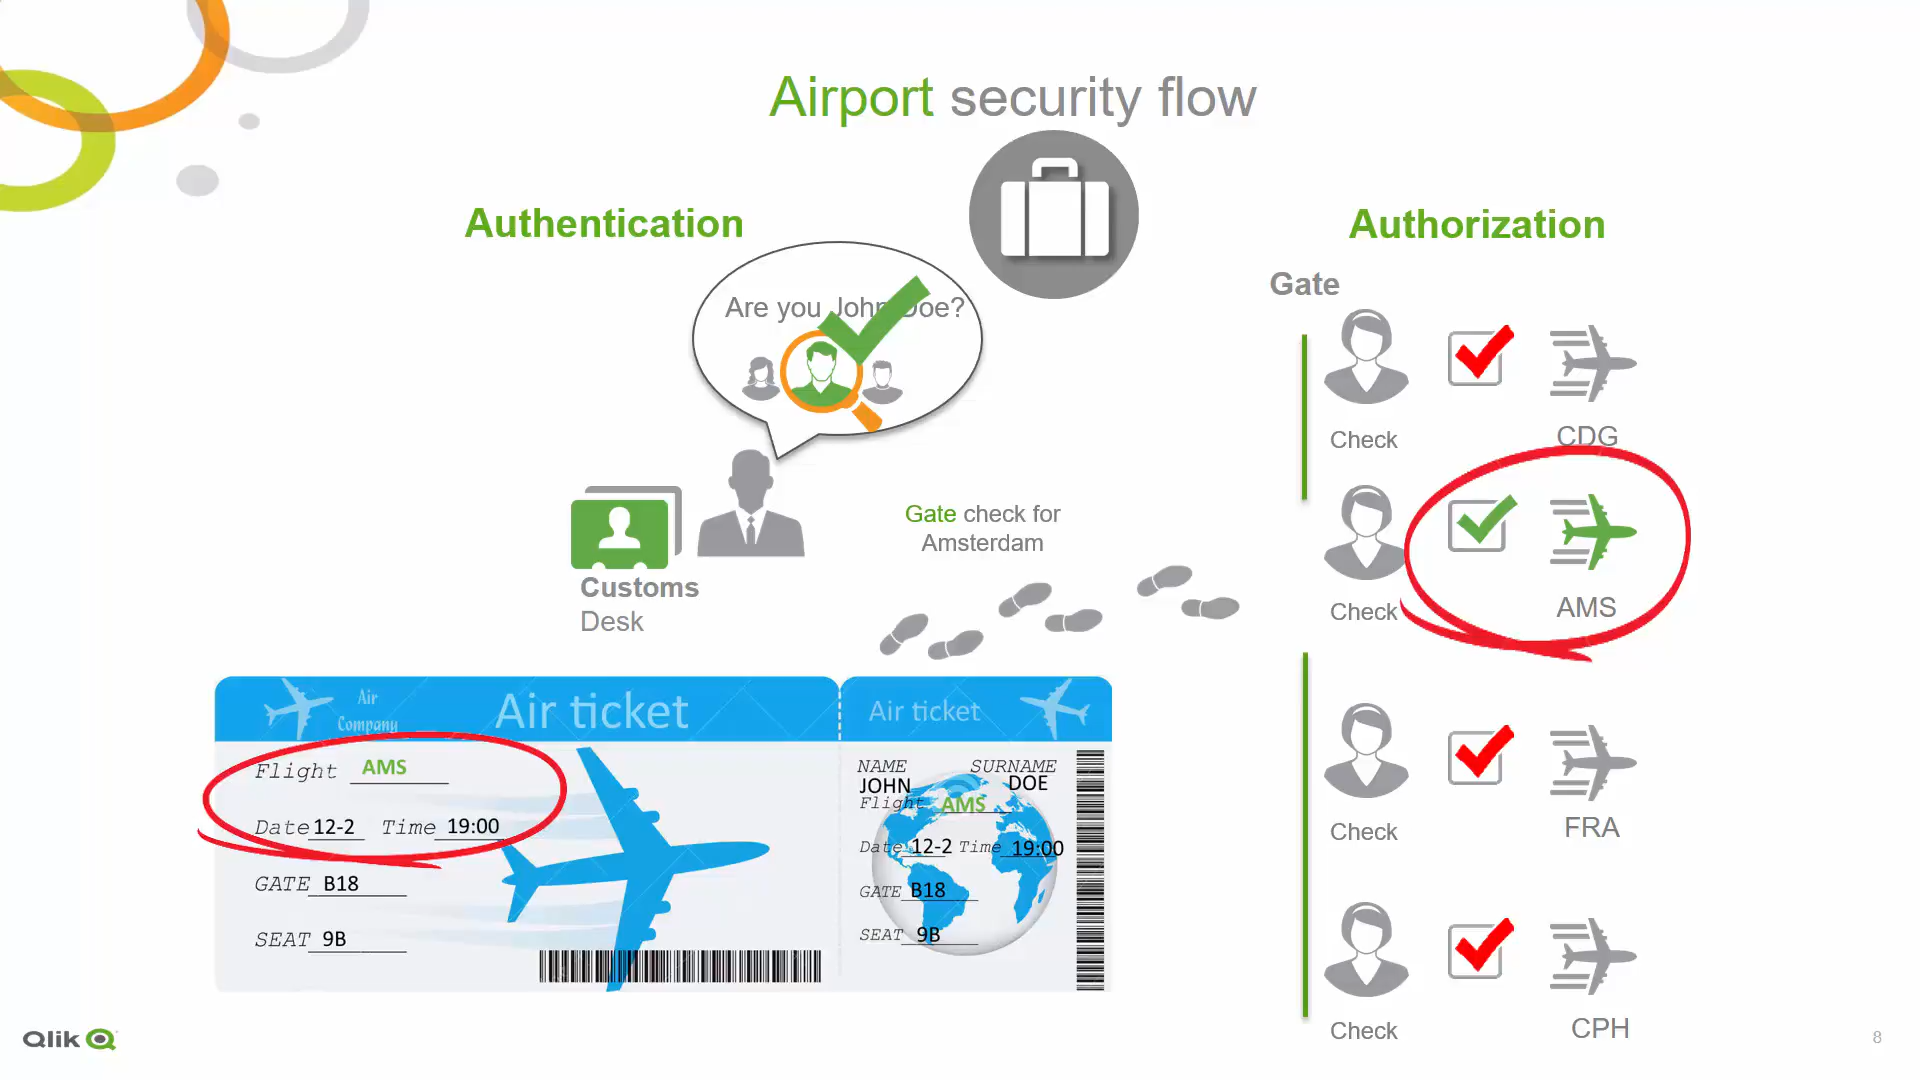 Airport security flow
Authentication
Authorization
Are you John Doe?
Gate
Check
CDG
Gate check for
Amsterdam
Customs
Desk
Check
AMS
Air
Company
Air ticket
Air ticket
Flight AMS
Date 12-2 Time 19:00
GATE B18
SEAT 9B
NAME SURNAME
JOHN DOE
Flight AMS
Date 12-2 Time 19:00
GATE B18
SEAT 9B
Check
FRA
Check
CPH
Qlik
8